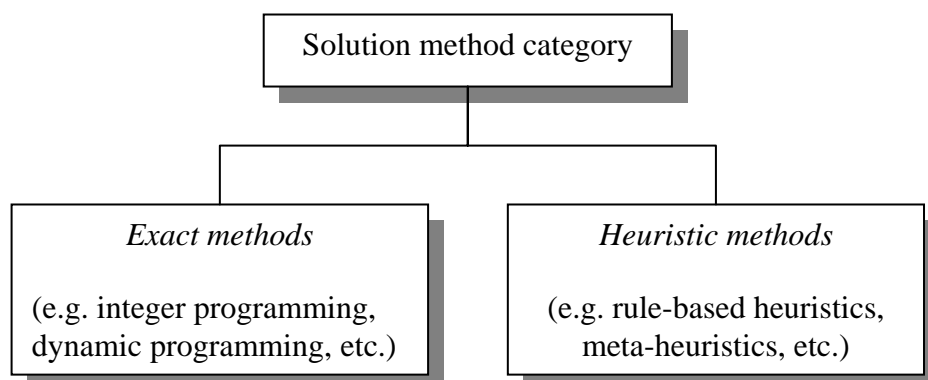 Solution method category
Exact methods
(e.g. integer programming,
dynamic programming, etc.)
Heuristic methods
(e.g. rule-based heuristics,
meta-heuristics, etc.)